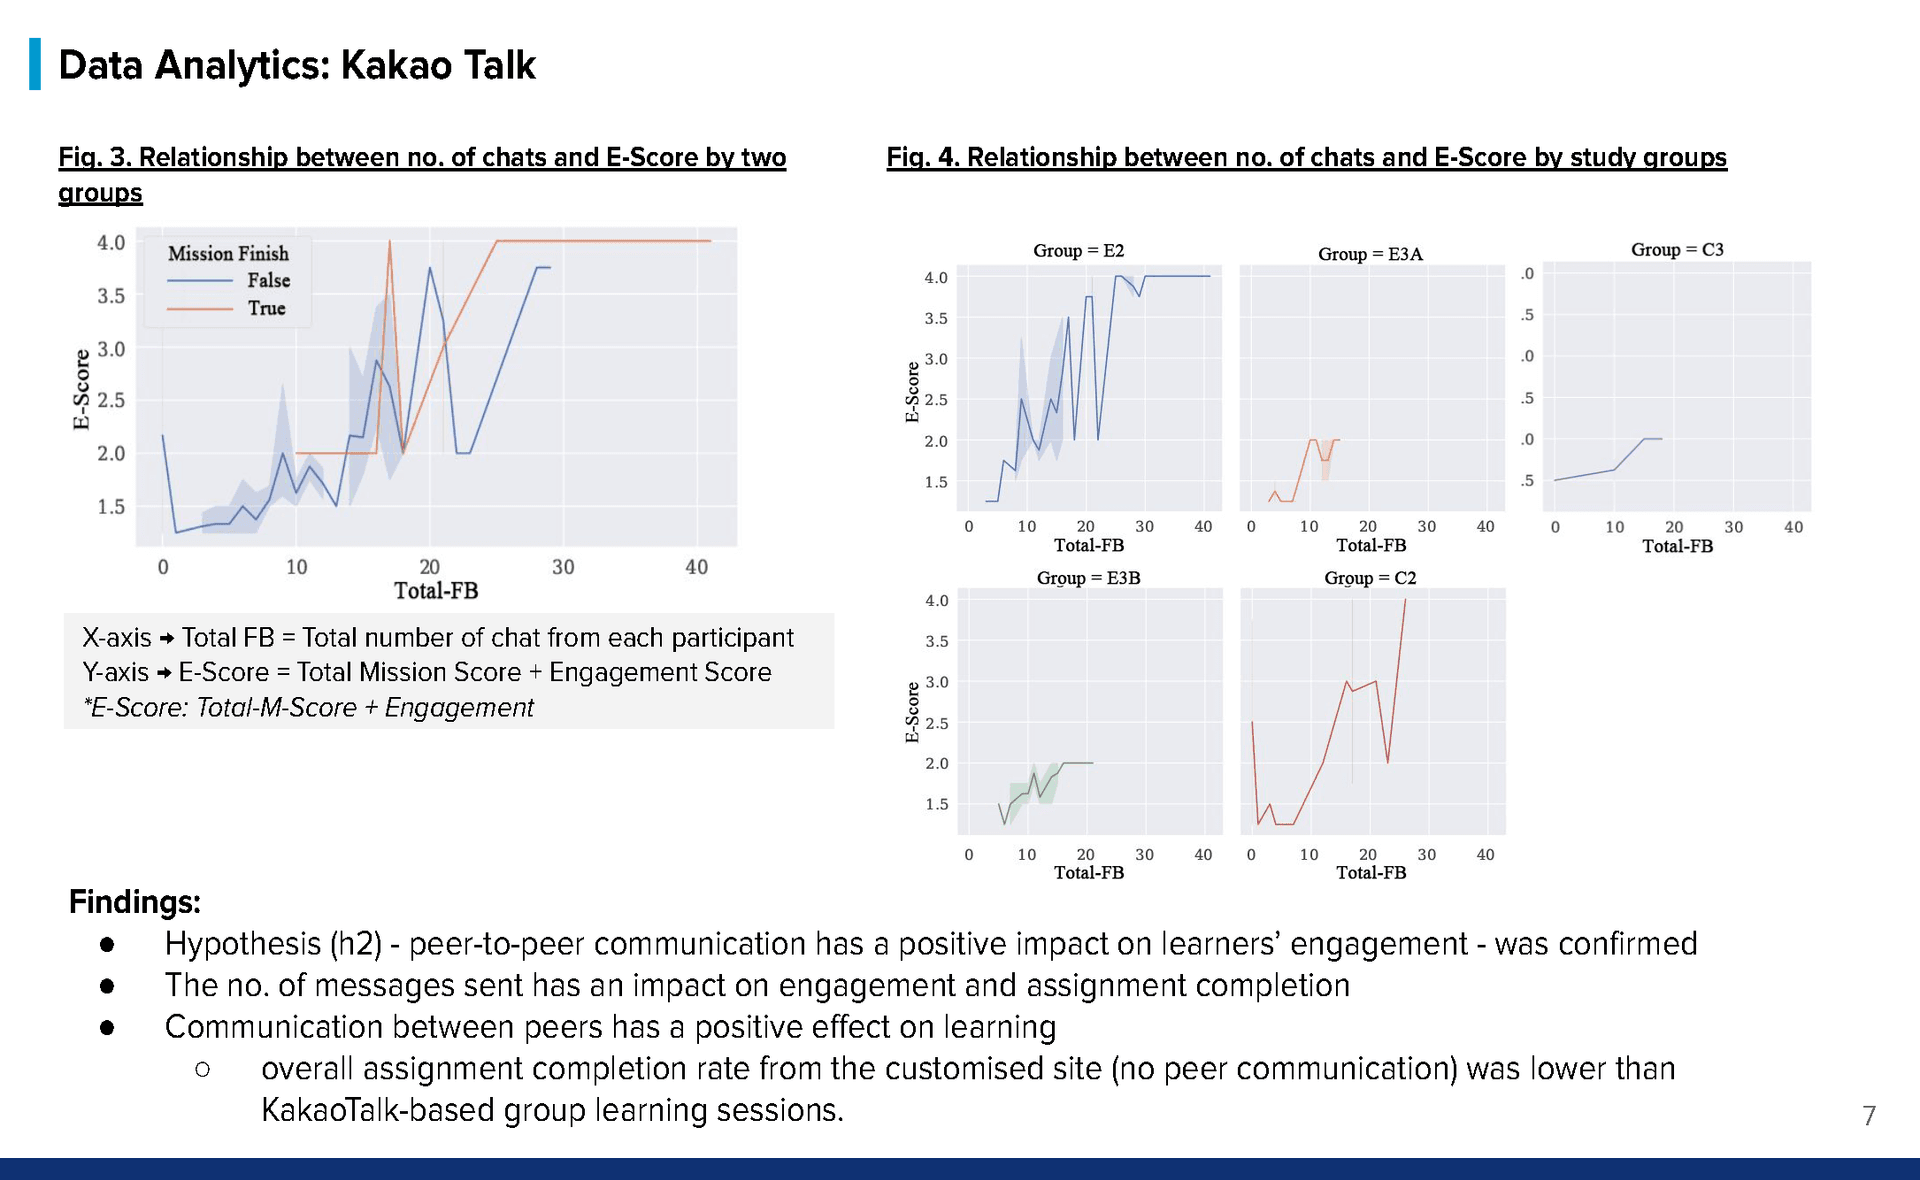 Data Analytics: Kakao Talk
Fig. 3. Relationship between no. of chats and E-Score by two
groups
4.0
3.5
3.0
2.5
2.0
1.5
E-Score
Mission Finish
False
True
0 10 20 30 40
Total-FB
X-axis → Total FB = Total number of chat from each participant
Y-axis → E-Score = Total Mission Score + Engagement Score
*E-Score: Total-M-Score + Engagement
Fig. 4. Relationship between no. of chats and E-Score by study groups
Group = E2
4.0
3.5
3.0
2.5
2.0
1.5
E-Score
0 10 20 30 40
Total-FB
Group = E3A
0 10 20 30 40
Total-FB
Group = C3
.0
.5
.0
.5
.0
.5
0 10 20 30 40
Total-FB
Group = E3B
4.0
3.5
3.0
2.5
2.0
1.5
E-Score
0 10 20 30 40
Total-FB
Group = C2
0 10 20 30 40
Total-FB
Findings:
● Hypothesis (h2) - peer-to-peer communication has a positive impact on learners’ engagement - was confirmed
● The no. of messages sent has an impact on engagement and assignment completion
● Communication between peers has a positive effect on learning
○ overall assignment completion rate from the customised site (no peer communication) was lower than
KakaoTalk-based group learning sessions.
7